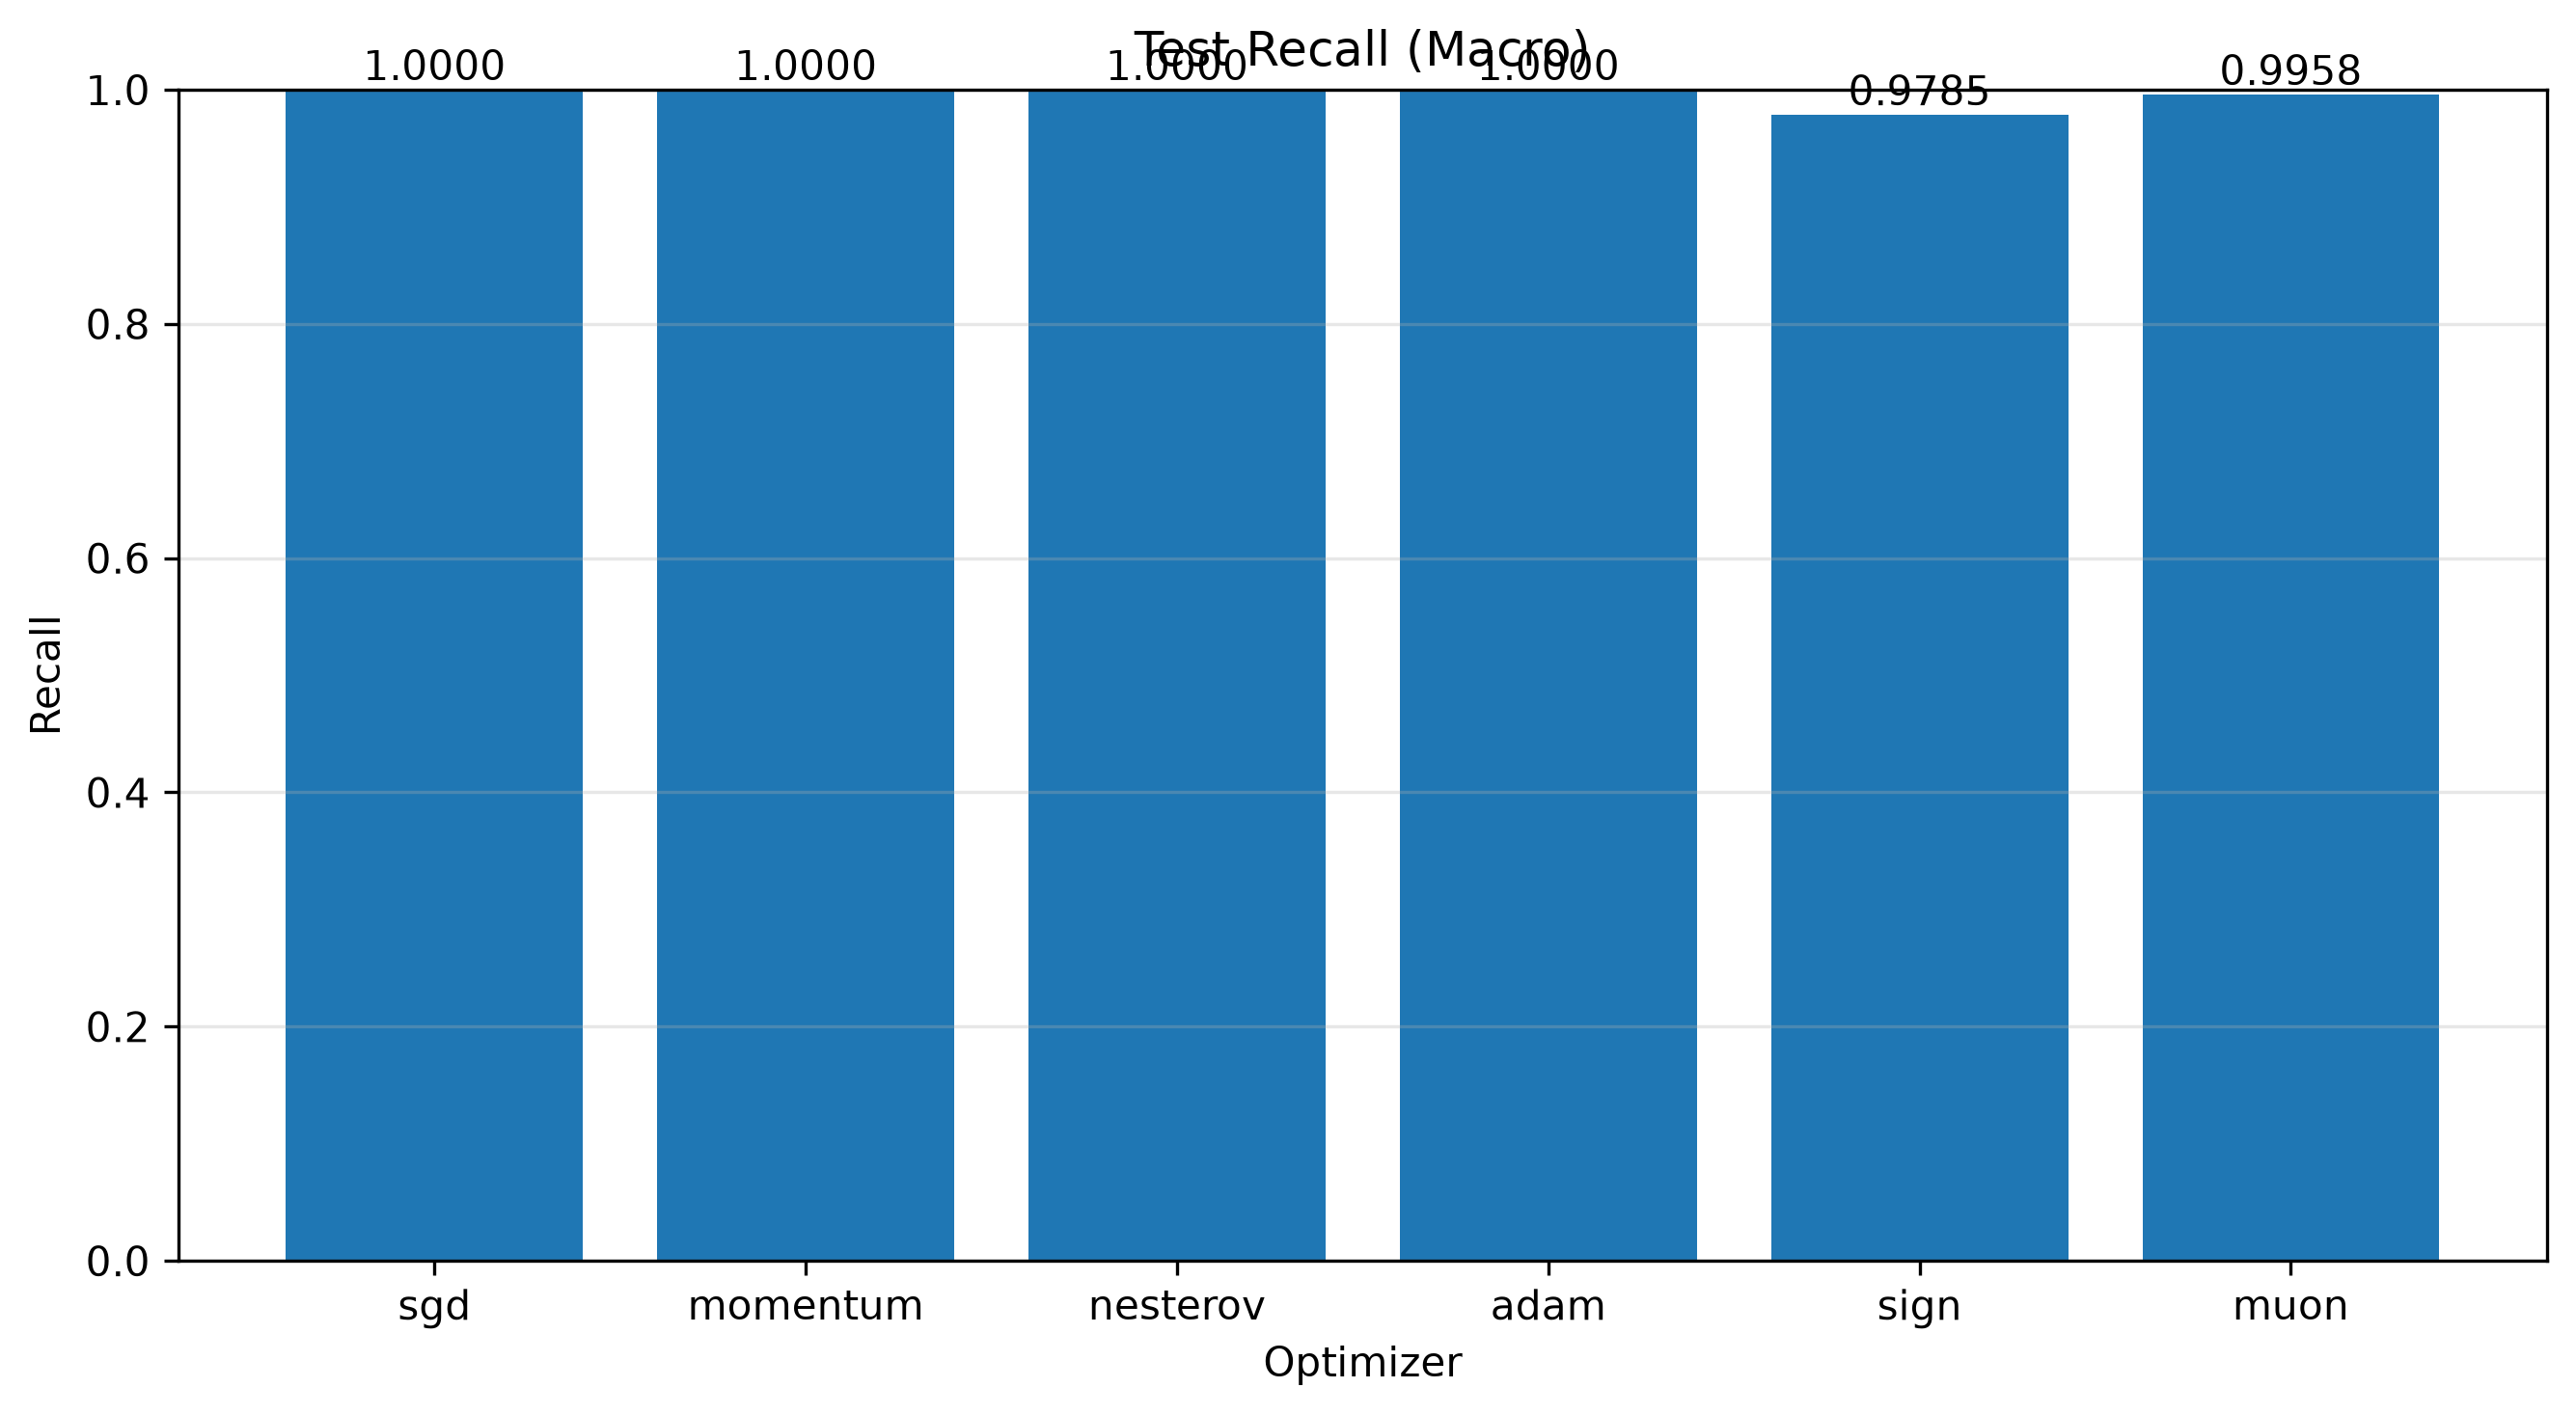 Test Recall (Macro)
1.0000 1.0000 1.0000 1.0000 0.9785 0.9958
1.0
0.8
0.6
0.4
0.2
0.0
Recall
sgd momentum nesterov adam sign muon
Optimizer